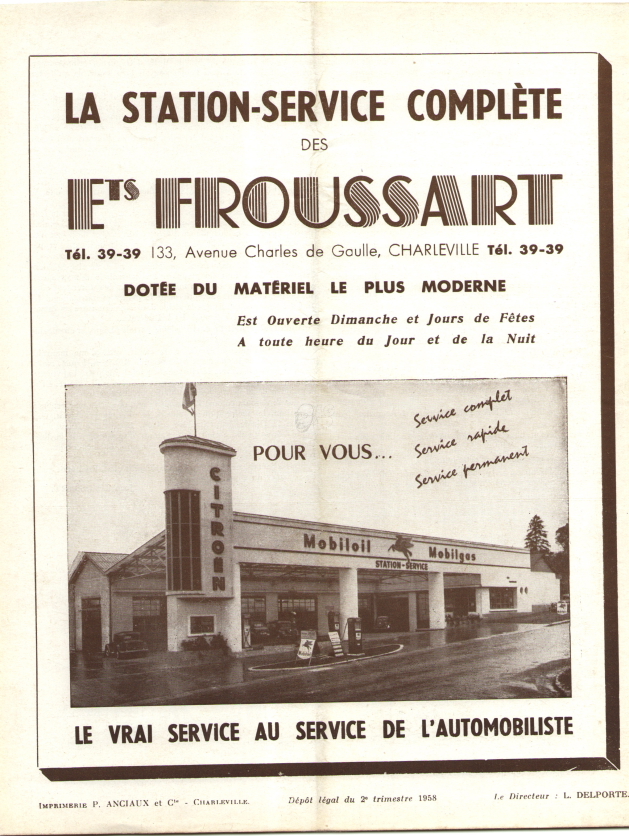 LA STATION-SERVICE COMPLÈTE
DES
ETS FROUSSART
Tél. 39-39 133, Avenue Charles de Gaulle, CHARLEVILLE Tél. 39-39
DOTÉE DU MATÉRIEL LE PLUS MODERNE
Est Ouverte Dimanche et Jours de Fêtes
A toute heure du Jour et de la Nuit
POUR VOUS...
Service complet
Service rapide
Service permanent
CITROEN
Mobiloil Mobilgas
STATION-SERVICE
LE VRAI SERVICE AU SERVICE DE L'AUTOMOBILISTE
IMPRIMERIE P. ANCIAUX et Cie - CHARLEVILLE. Dépôt légal du 2e trimestre 1958 Le Directeur : L. DELPORTE.